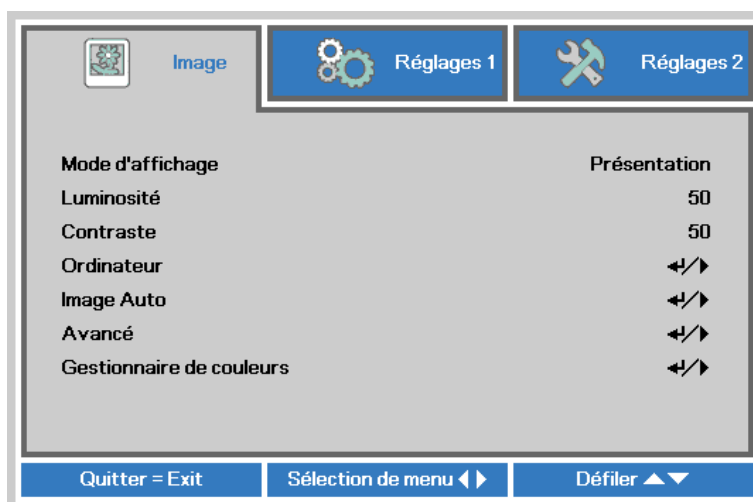 Image Réglages 1 Réglages 2
Mode d'affichage Présentation
Luminosité 50
Contraste 50
Ordinateur ↵/▶
Image Auto ↵/▶
Avancé ↵/▶
Gestionnaire de couleurs ↵/▶
Quitter = Exit Sélection de menu ◀ ▶ Défiler ▲▼